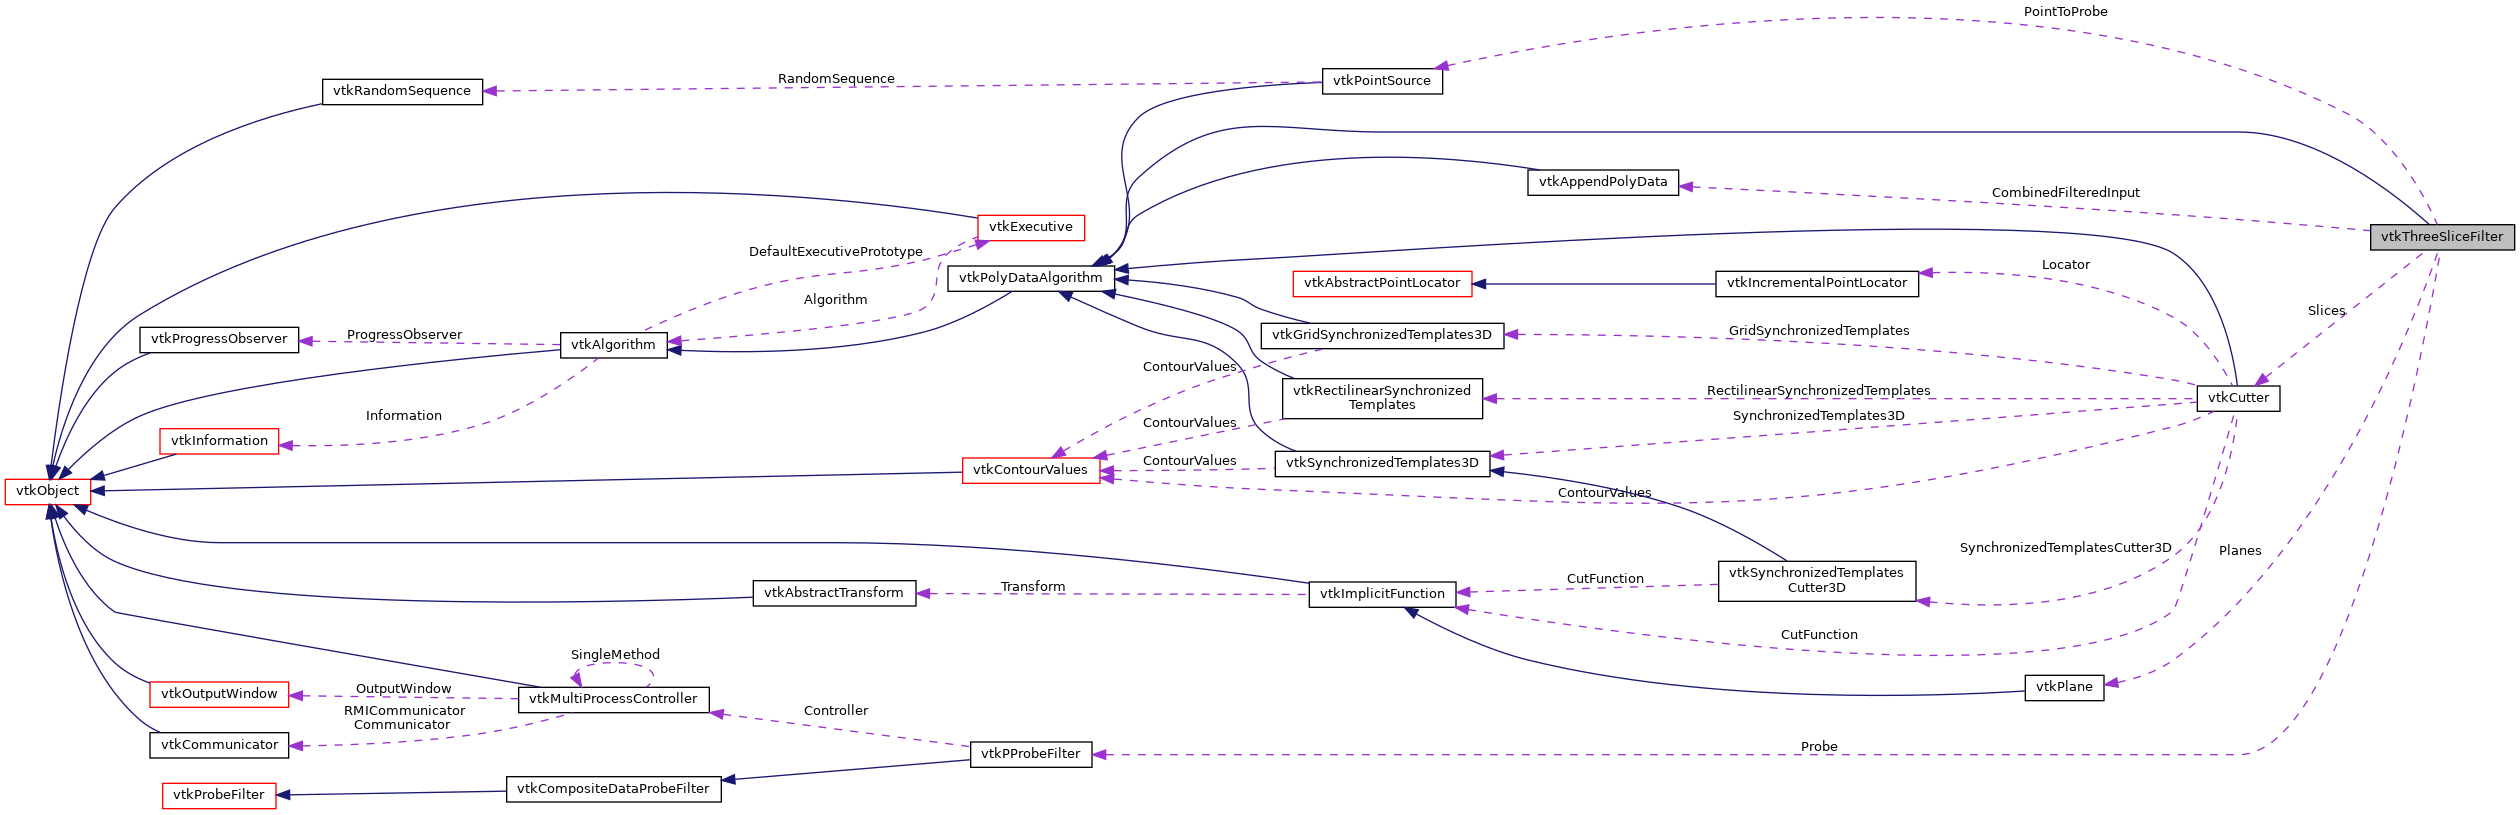 PointToProbe
RandomSequence
vtkPointSource
vtkRandomSequence
vtkAppendPolyData
CombinedFilteredInput
vtkThreeSliceFilter
vtkExecutive
DefaultExecutivePrototype
vtkPolyDataAlgorithm
Locator
vtkAbstractPointLocator
vtkIncrementalPointLocator
Algorithm
Slices
ProgressObserver
vtkProgressObserver
vtkAlgorithm
vtkGridSynchronizedTemplates3D
GridSynchronizedTemplates
ContourValues
vtkRectilinearSynchronized
Templates
RectilinearSynchronizedTemplates
vtkCutter
Information
SynchronizedTemplates3D
ContourValues
vtkInformation
ContourValues
vtkSynchronizedTemplates3D
vtkContourValues
vtkObject
ContourValues
SynchronizedTemplatesCutter3D
Planes
vtkSynchronizedTemplates
Cutter3D
CutFunction
Transform
vtkAbstractTransform
vtkImplicitFunction
CutFunction
SingleMethod
vtkPlane
OutputWindow
vtkOutputWindow
vtkMultiProcessController
RMICommunicator
Communicator
Controller
vtkCommunicator
Probe
vtkPProbeFilter
vtkCompositeDataProbeFilter
vtkProbeFilter